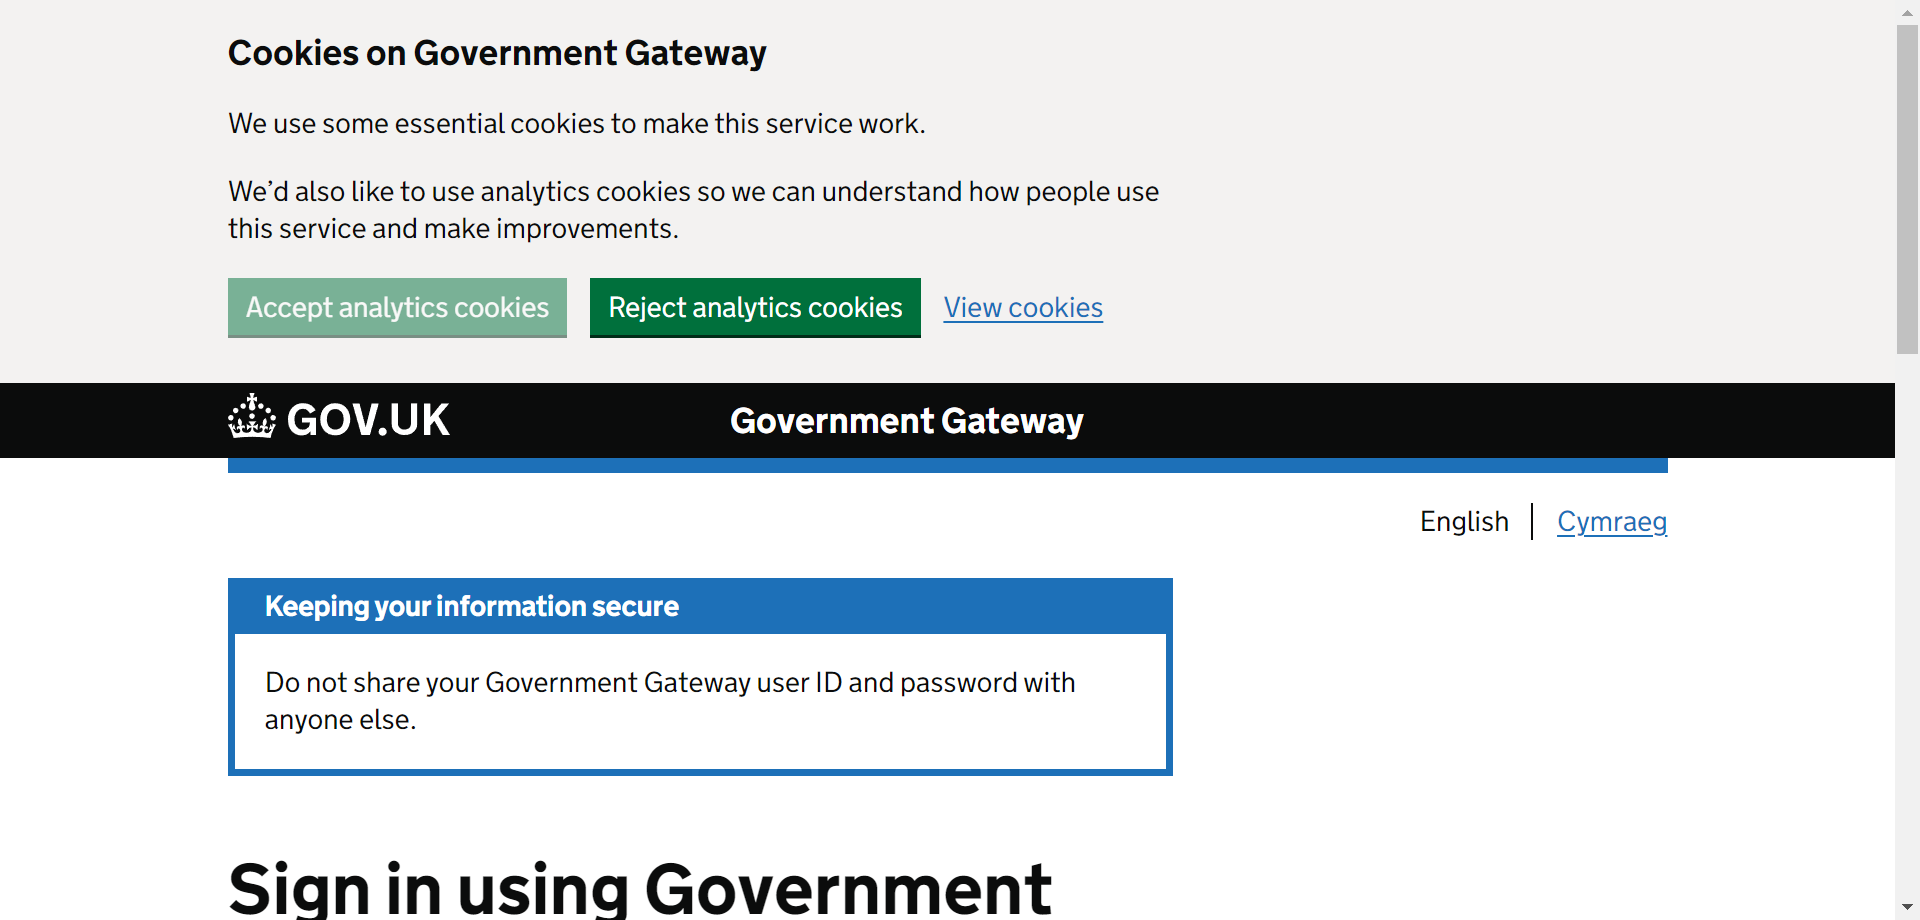 Cookies on Government Gateway
We use some essential cookies to make this service work.
We’d also like to use analytics cookies so we can understand how people use
this service and make improvements.
Accept analytics cookies
Reject analytics cookies
View cookies
GOV.UK
Government Gateway
English
Cymraeg
Keeping your information secure
Do not share your Government Gateway user ID and password with
anyone else.
Sign in using Government